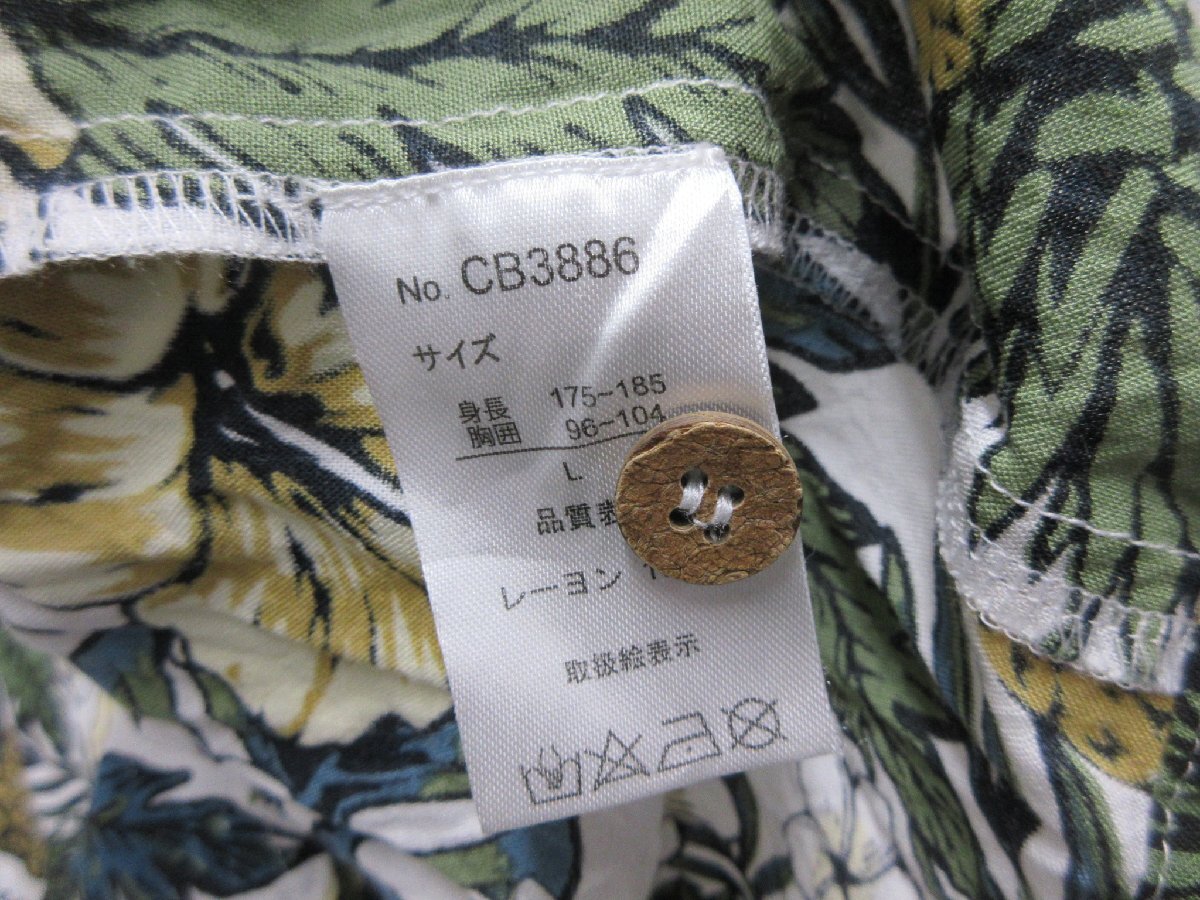 No. CB3886
サイズ
身長 175~185
胸囲 96~104
L
品質表
レーヨン
取扱絵表示